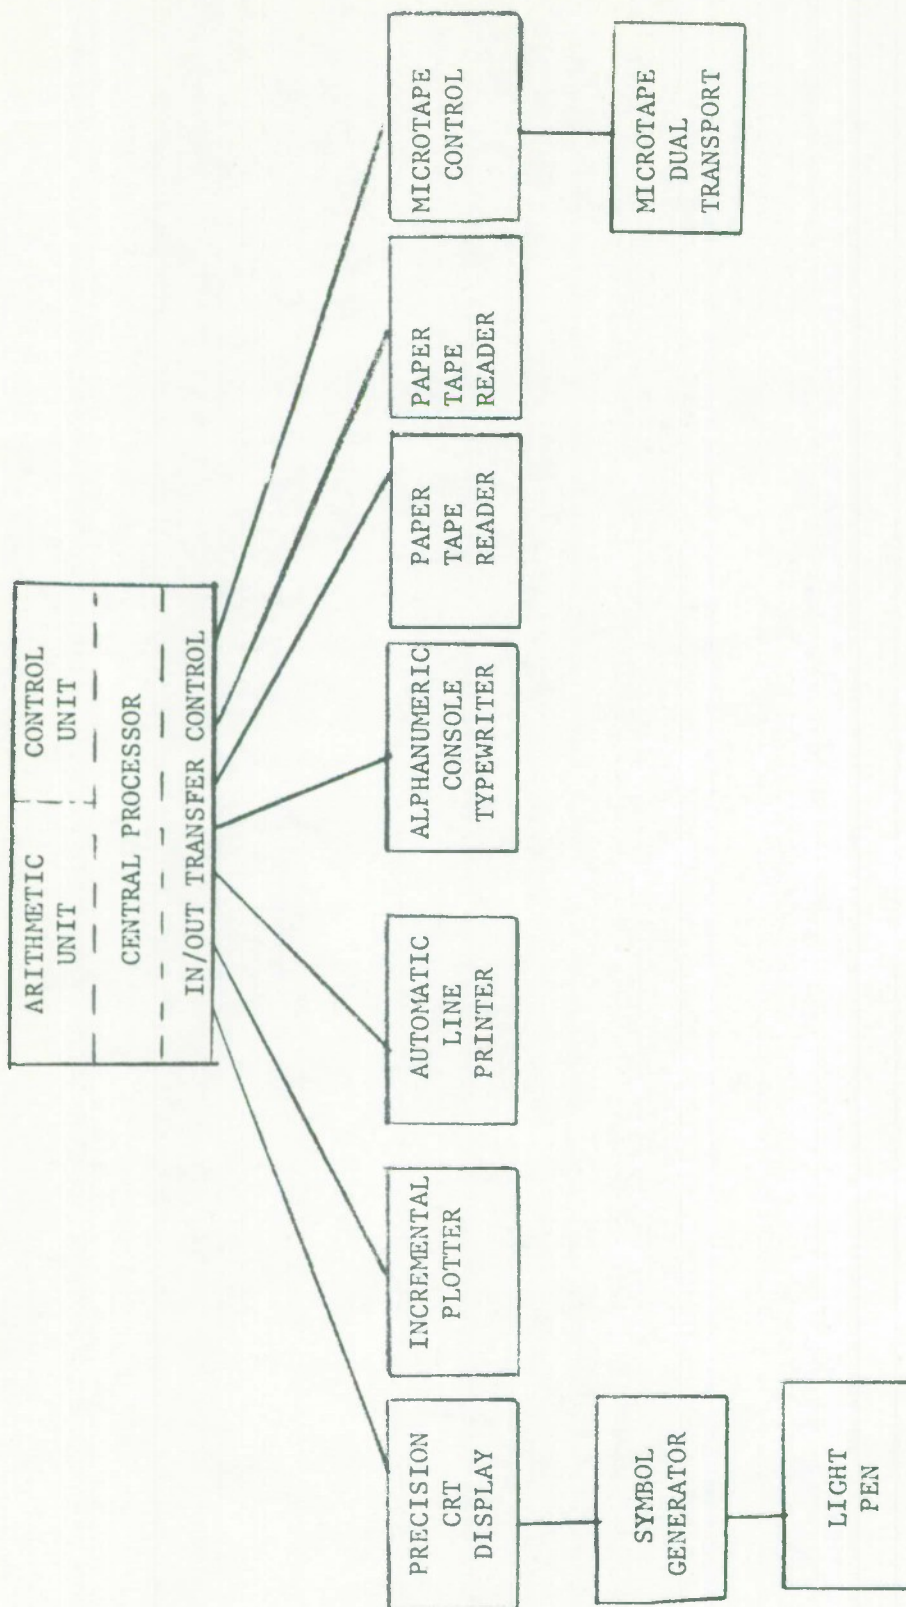 ARITHMETIC
UNIT
CONTROL
UNIT
CENTRAL PROCESSOR
IN/OUT TRANSFER CONTROL
PRECISION
CRT
DISPLAY
INCREMENTAL
PLOTTER
AUTOMATIC
LINE
PRINTER
ALPHANUMERIC
CONSOLE
TYPEWRITER
PAPER
TAPE
READER
PAPER
TAPE
READER
MICROTAPE
CONTROL
SYMBOL
GENERATOR
MICROTAPE
DUAL
TRANSPORT
LIGHT
PEN